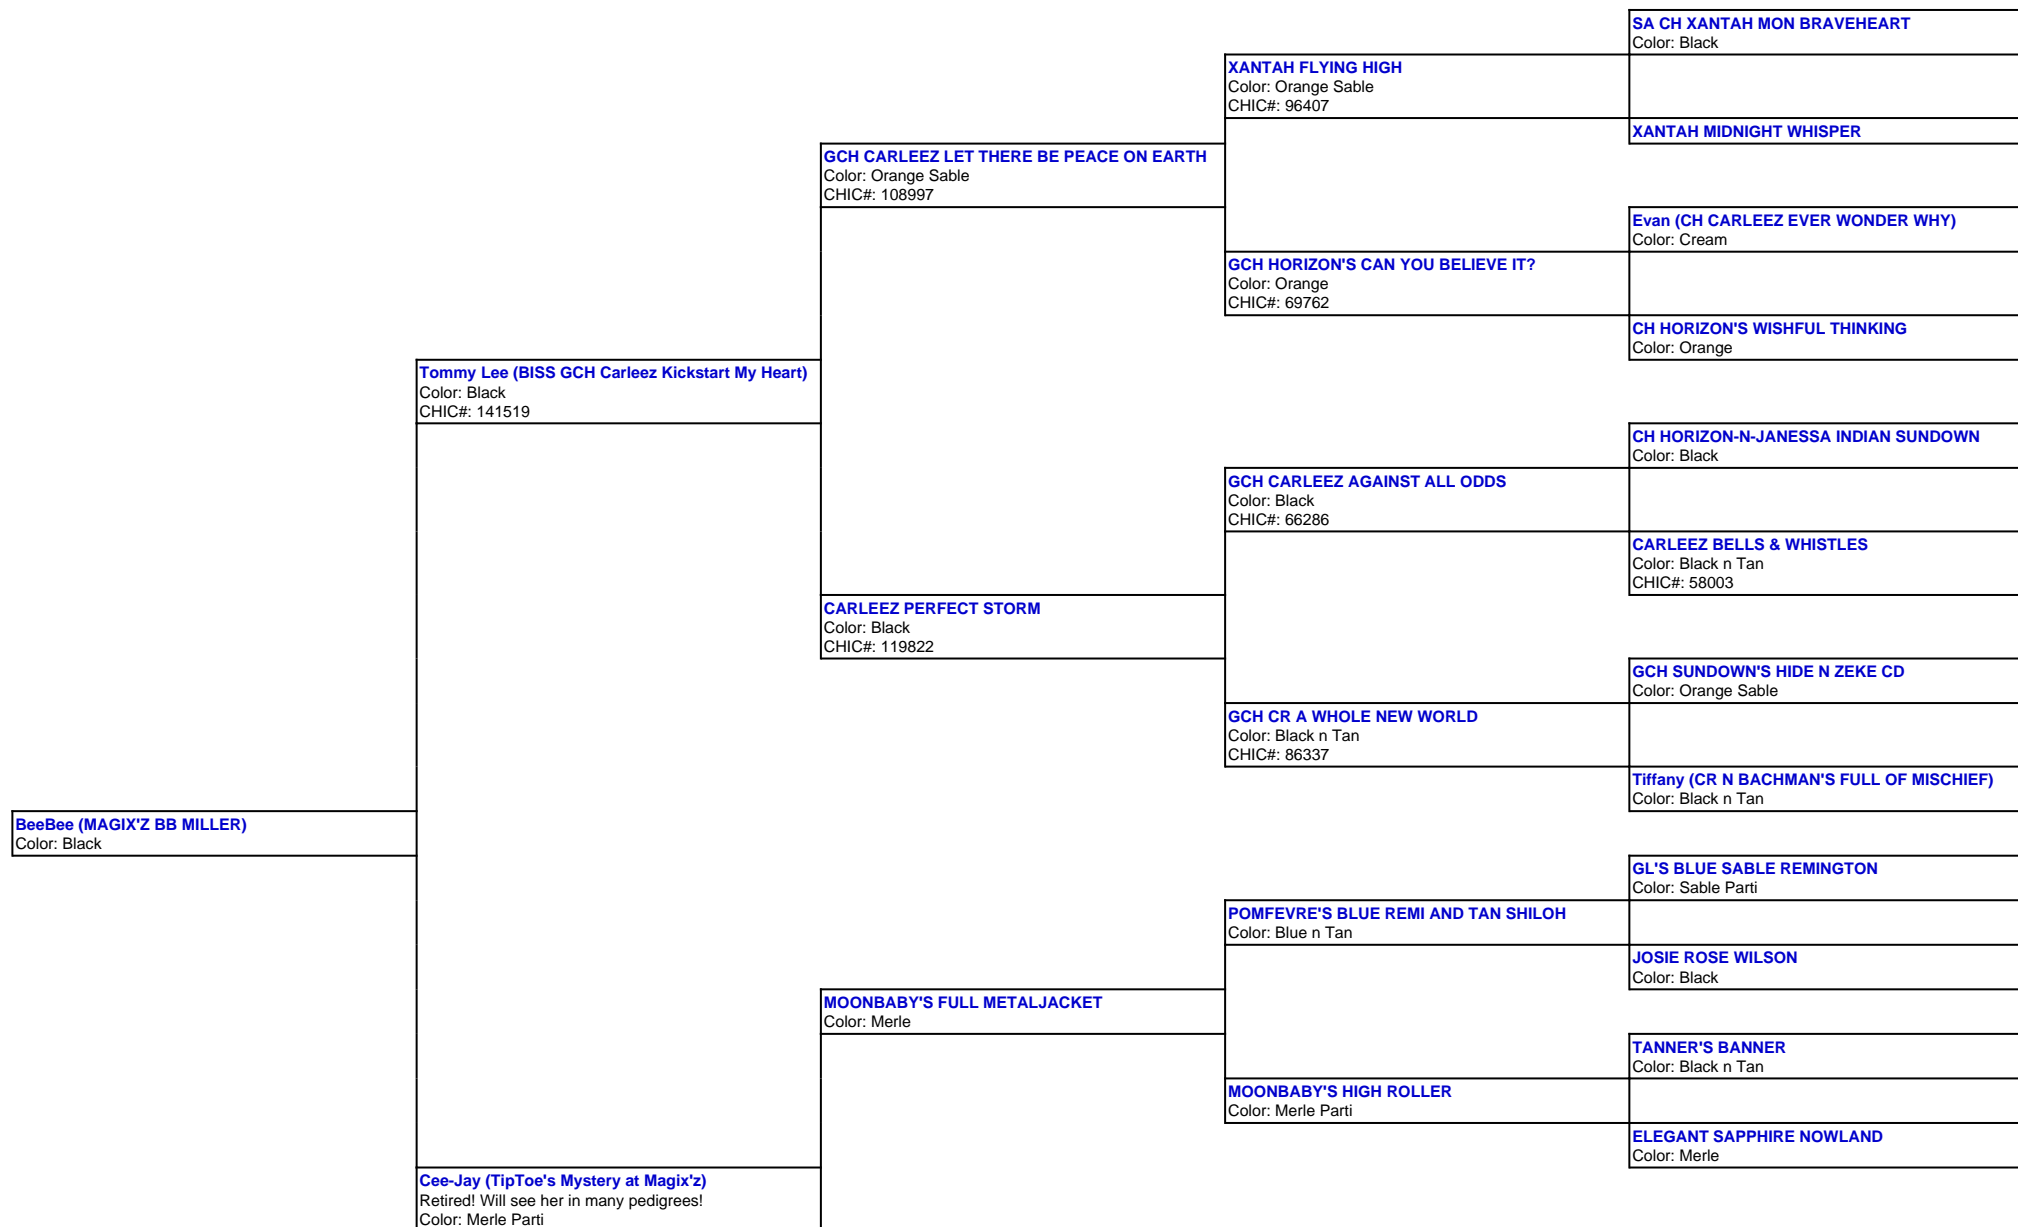 SA CH XANTAH MON BRAVEHEART
Color: Black
XANTAH FLYING HIGH
Color: Orange Sable
CHIC#: 96407
XANTAH MIDNIGHT WHISPER
GCH CARLEEZ LET THERE BE PEACE ON EARTH
Color: Orange Sable
CHIC#: 108997
Evan (CH CARLEEZ EVER WONDER WHY)
Color: Cream
GCH HORIZON'S CAN YOU BELIEVE IT?
Color: Orange
CHIC#: 69762
CH HORIZON'S WISHFUL THINKING
Color: Orange
Tommy Lee (BISS GCH Carleez Kickstart My Heart)
Color: Black
CHIC#: 141519
CH HORIZON-N-JANESSA INDIAN SUNDOWN
Color: Black
GCH CARLEEZ AGAINST ALL ODDS
Color: Black
CHIC#: 66286
CARLEEZ BELLS & WHISTLES
Color: Black n Tan
CHIC#: 58003
CARLEEZ PERFECT STORM
Color: Black
CHIC#: 119822
GCH SUNDOWN'S HIDE N ZEKE CD
Color: Orange Sable
GCH CR A WHOLE NEW WORLD
Color: Black n Tan
CHIC#: 86337
Tiffany (CR N BACHMAN'S FULL OF MISCHIEF)
Color: Black n Tan
BeeBee (MAGIX'Z BB MILLER)
Color: Black
GL'S BLUE SABLE REMINGTON
Color: Sable Parti
POMFEVRE'S BLUE REMI AND TAN SHILOH
Color: Blue n Tan
JOSIE ROSE WILSON
Color: Black
MOONBABY'S FULL METALJACKET
Color: Merle
TANNER'S BANNER
Color: Black n Tan
MOONBABY'S HIGH ROLLER
Color: Merle Parti
ELEGANT SAPPHIRE NOWLAND
Color: Merle
Cee-Jay (TipToe's Mystery at Magix'z)
Retired! Will see her in many pedigrees!
Color: Merle Parti